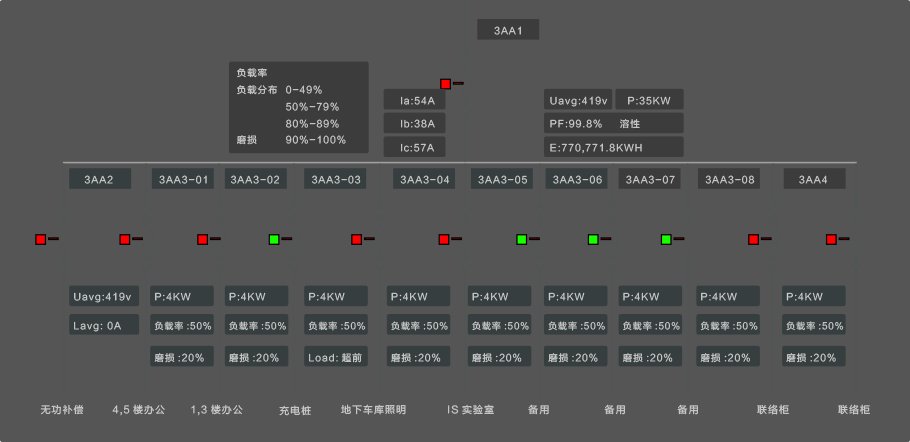 3AA1
负载率
负载分布 0-49%
50%-79%
80%-89%
磨损 90%-100%
Ia:54A
Ib:38A
Ic:57A
Uavg:419v P:35KW
PF:99.8% 溶性
E:770,771.8KWH
3AA2 3AA3-01 3AA3-02 3AA3-03 3AA3-04 3AA3-05 3AA3-06 3AA3-07 3AA3-08 3AA4
Uavg:419v P:4KW P:4KW P:4KW P:4KW P:4KW P:4KW P:4KW P:4KW P:4KW
Lavg: 0A 负载率:50% 负载率:50% 负载率:50% 负载率:50% 负载率:50% 负载率:50% 负载率:50% 负载率:50% 负载率:50%
磨损:20% 磨损:20% Load: 超前 磨损:20% 磨损:20% 磨损:20% 磨损:20% 磨损:20% 磨损:20%
无功补偿 4,5 楼办公 1,3 楼办公 充电桩 地下车库照明 IS 实验室 备用 备用 备用 联络柜 联络柜